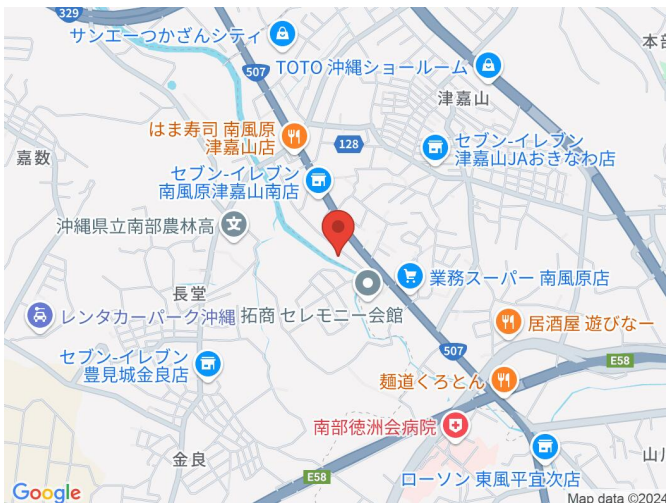 329
サンエーつかざんシティ
507
TOTO 沖縄ショールーム
本部
津嘉山
はま寿司 南風原
津嘉山店
128
セブン-イレブン
津嘉山JAおきなわ店
嘉数
セブン-イレブン
南風原津嘉山南店
沖縄県立南部農林高
文
業務スーパー 南風原店
長堂
拓商 セレモニー会館
レンタカーパーク沖縄
居酒屋 遊びなー
507
E58
セブン-イレブン
豊見城金良店
麺道くろとん
南部徳洲会病院
金良
山川
E58
ローソン 東風平宜次店
Google
Map data ©2024